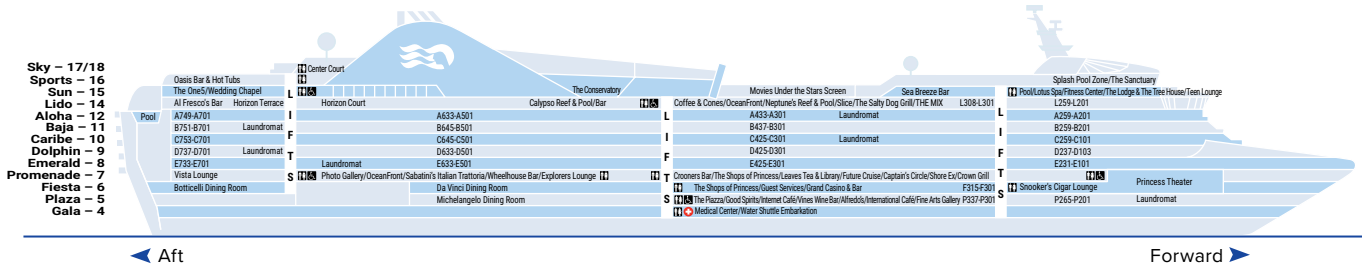 Sky – 17/18
Center Court
Sports – 16
Oasis Bar & Hot Tubs
Splash Pool Zone/The Sanctuary
Sun – 15
The One5/Wedding Chapel
The Conservatory
Movies Under the Stars Screen
Sea Breeze Bar
Pool/Lotus Spa/Fitness Center/The Lodge & The Tree House/Teen Lounge
Lido – 14
Al Fresco's Bar
Horizon Terrace
Horizon Court
Calypso Reef & Pool/Bar
Coffee & Cones/OceanFront/Neptune's Reef & Pool/Slice/The Salty Dog Grill/THE MIX
L308-L301
L259-L201
Aloha – 12
Pool
A749-A701
A633-A501
A433-A301
Laundromat
A259-A201
Baja – 11
B751-B701
Laundromat
B645-B501
B437-B301
B259-B201
Caribe – 10
C753-C701
C645-C501
C425-C301
Laundromat
C259-C101
Dolphin – 9
D737-D701
Laundromat
D633-D501
D425-D301
D237-D103
Emerald – 8
E733-E701
Laundromat
E633-E501
E425-E301
E231-E101
Promenade – 7
Vista Lounge
Photo Gallery/OceanFront/Sabatini's Italian Trattoria/Wheelhouse Bar/Explorers Lounge
Crooners Bar/The Shops of Princess/Leaves Tea & Library/Future Cruise/Captain's Circle/Shore Ex/Crown Grill
Princess Theater
Fiesta – 6
Botticelli Dining Room
Da Vinci Dining Room
The Shops of Princess/Guest Services/Grand Casino & Bar
F315-F301
Snooker's Cigar Lounge
Plaza – 5
Michelangelo Dining Room
The Piazza/Good Spirits/Internet Café/Vines Wine Bar/Alfredo's/International Café/Fine Arts Gallery
P337-P301
P265-P201
Laundromat
Gala – 4
Medical Center/Water Shuttle Embarkation
LIFTS
LIFTS
LIFTS
Aft
Forward